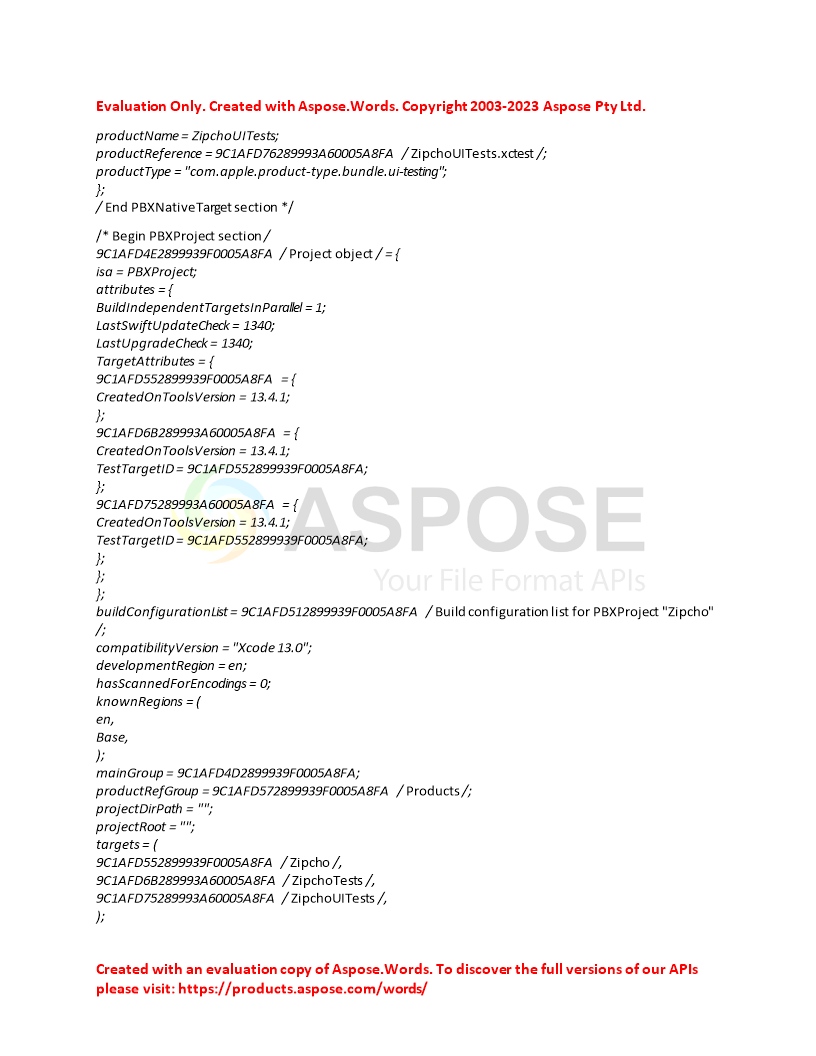 Evaluation Only. Created with Aspose.Words. Copyright 2003-2023 Aspose Pty Ltd.
productName = ZipchoUITests;
productReference = 9C1AFD76289993A60005A8FA / ZipchoUITests.xctest /;
productType = "com.apple.product-type.bundle.ui-testing";
};
/ End PBXNativeTarget section */
/* Begin PBXProject section /
9C1AFD4E2899939F0005A8FA / Project object / = {
isa = PBXProject;
attributes = {
BuildIndependentTargetsInParallel = 1;
LastSwiftUpdateCheck = 1340;
LastUpgradeCheck = 1340;
TargetAttributes = {
9C1AFD552899939F0005A8FA = {
CreatedOnToolsVersion = 13.4.1;
};
9C1AFD6B289993A60005A8FA = {
CreatedOnToolsVersion = 13.4.1;
TestTargetID = 9C1AFD552899939F0005A8FA;
};
9C1AFD75289993A60005A8FA = {
CreatedOnToolsVersion = 13.4.1;
TestTargetID = 9C1AFD552899939F0005A8FA;
};
};
};
ASPOSE
Your File Format APIs
buildConfigurationList = 9C1AFD512899939F0005A8FA / Build configuration list for PBXProject "Zipcho"
/;
compatibilityVersion = "Xcode 13.0";
developmentRegion = en;
hasScannedForEncodings = 0;
knownRegions = (
en,
Base,
);
mainGroup = 9C1AFD4D2899939F0005A8FA;
productRefGroup = 9C1AFD572899939F0005A8FA / Products /;
projectDirPath = "";
projectRoot = "";
targets = (
9C1AFD552899939F0005A8FA / Zipcho /,
9C1AFD6B289993A60005A8FA / ZipchoTests /,
9C1AFD75289993A60005A8FA / ZipchoUITests /,
);
Created with an evaluation copy of Aspose.Words. To discover the full versions of our APIs
please visit: https://products.aspose.com/words/